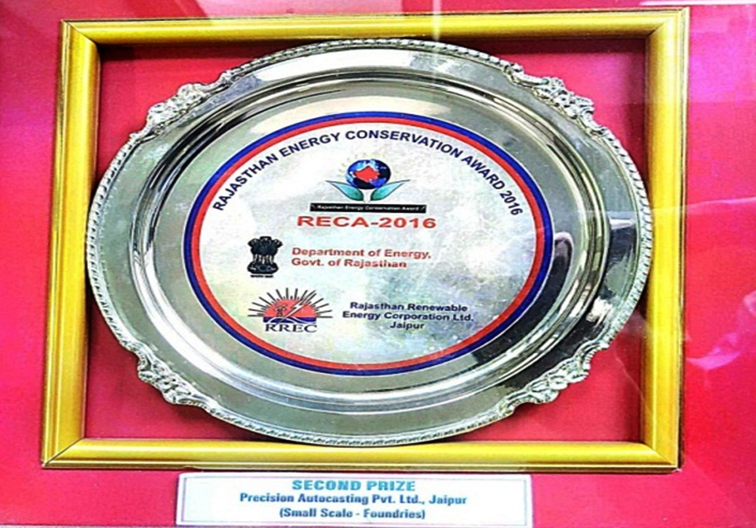 RAJASTHAN ENERGY CONSERVATION AWARD 2016
Rajasthan Energy Conservation Award
RECA-2016
Department of Energy,
Govt. of Rajasthan
RREC
Rajasthan Renewable
Energy Corporation Ltd.
Jaipur
SECOND PRIZE
Precision Autocasting Pvt. Ltd., Jaipur
(Small Scale - Foundries)